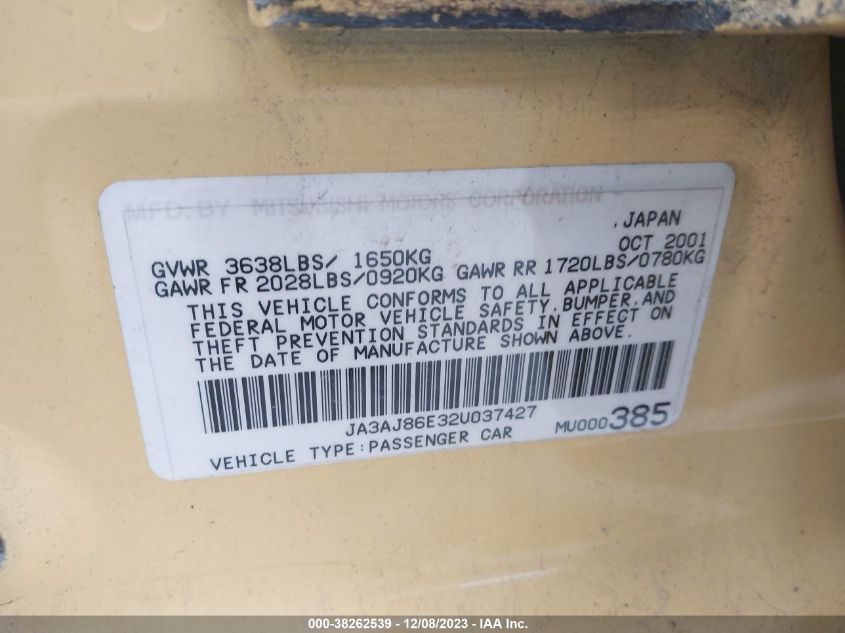 MFD. BY MITSUBISHI MOTORS CORPORATION
,JAPAN
OCT 2001
GVWR 3638LBS/ 1650KG
GAWR FR 2028LBS/0920KG GAWR RR 1720LBS/0780KG
THIS VEHICLE CONFORMS TO ALL APPLICABLE
FEDERAL MOTOR VEHICLE SAFETY,BUMPER,AND
THEFT PREVENTION STANDARDS IN EFFECT ON
THE DATE OF MANUFACTURE SHOWN ABOVE.
JA3AJ86E32U037427
MU000385
VEHICLE TYPE:PASSENGER CAR
000-38262539 - 12/08/2023 - IAA Inc.